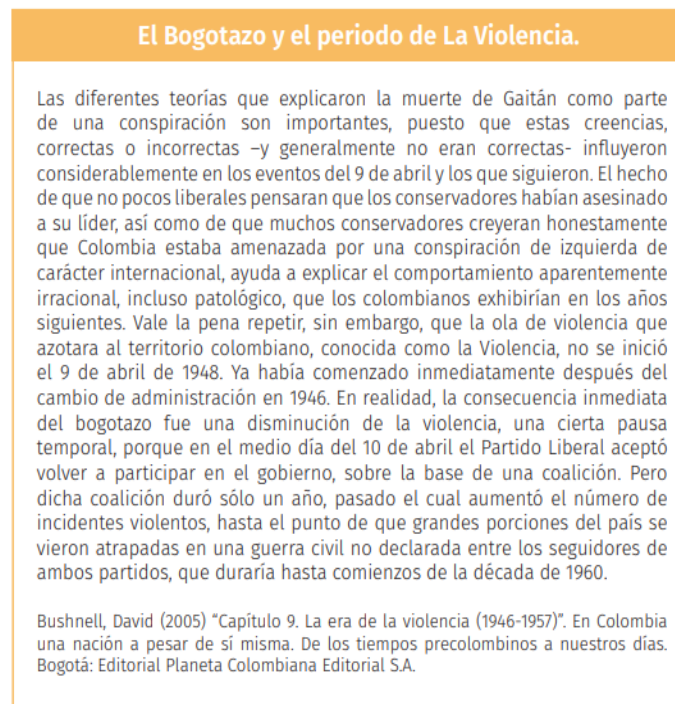 El Bogotazo y el periodo de La Violencia.
Las diferentes teorías que explicaron la muerte de Gaitán como parte
de una conspiración son importantes, puesto que estas creencias,
correctas o incorrectas –y generalmente no eran correctas- influyeron
considerablemente en los eventos del 9 de abril y los que siguieron. El hecho
de que no pocos liberales pensaran que los conservadores habían asesinado
a su líder, así como de que muchos conservadores creyeran honestamente
que Colombia estaba amenazada por una conspiración de izquierda de
carácter internacional, ayuda a explicar el comportamiento aparentemente
irracional, incluso patológico, que los colombianos exhibirían en los años
siguientes. Vale la pena repetir, sin embargo, que la ola de violencia que
azotara al territorio colombiano, conocida como la Violencia, no se inició
el 9 de abril de 1948. Ya había comenzado inmediatamente después del
cambio de administración en 1946. En realidad, la consecuencia inmediata
del bogotazo fue una disminución de la violencia, una cierta pausa
temporal, porque en el medio día del 10 de abril el Partido Liberal aceptó
volver a participar en el gobierno, sobre la base de una coalición. Pero
dicha coalición duró sólo un año, pasado el cual aumentó el número de
incidentes violentos, hasta el punto de que grandes porciones del país se
vieron atrapadas en una guerra civil no declarada entre los seguidores de
ambos partidos, que duraría hasta comienzos de la década de 1960.
Bushnell, David (2005) “Capítulo 9. La era de la violencia (1946-1957)”. En Colombia
una nación a pesar de sí misma. De los tiempos precolombinos a nuestros días.
Bogotá: Editorial Planeta Colombiana Editorial S.A.